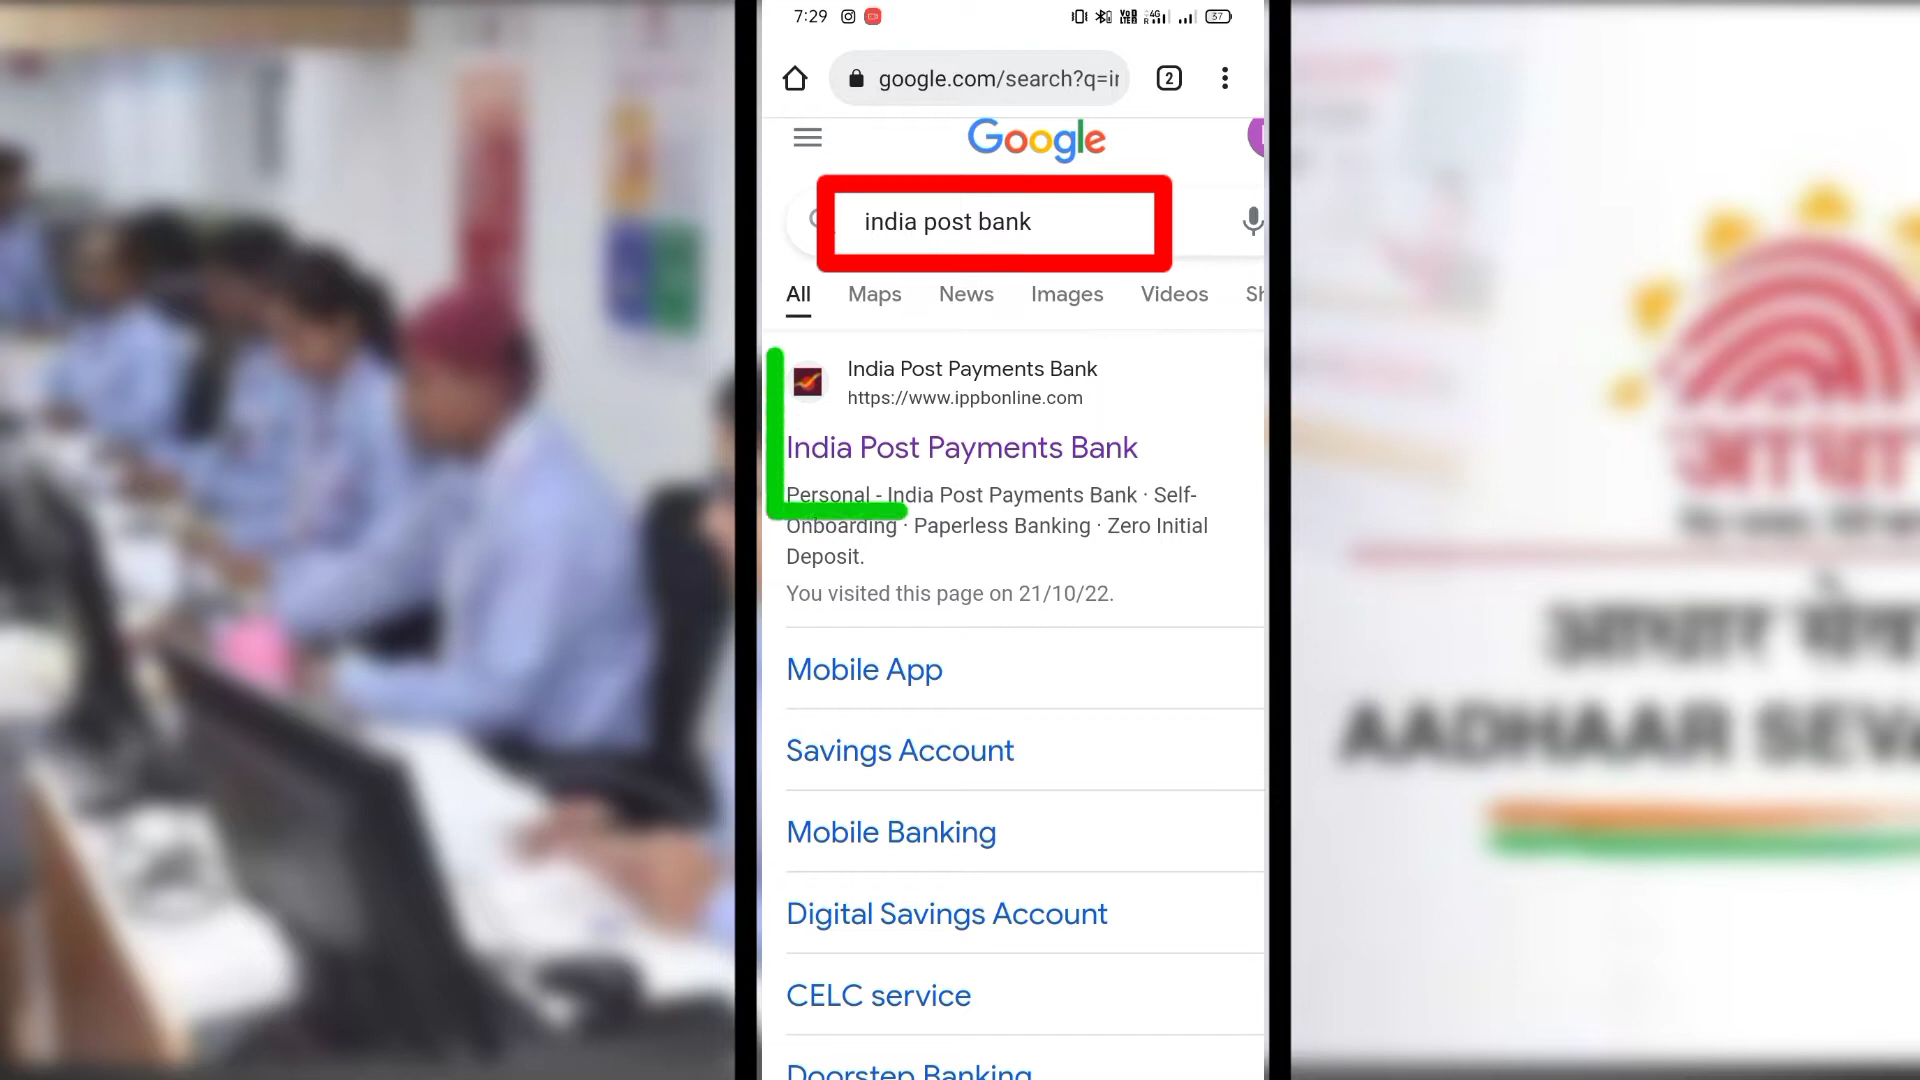 7:29
37
google.com/search?q=ir
2
Google
india post bank
All
Maps
News
Images
Videos
India Post Payments Bank
https://www.ippbonline.com
India Post Payments Bank
Personal - India Post Payments Bank · Self-
Onboarding · Paperless Banking · Zero Initial
Deposit.
You visited this page on 21/10/22.
Mobile App
Savings Account
Mobile Banking
Digital Savings Account
CELC service
Doorstep Banking
AADHAAR